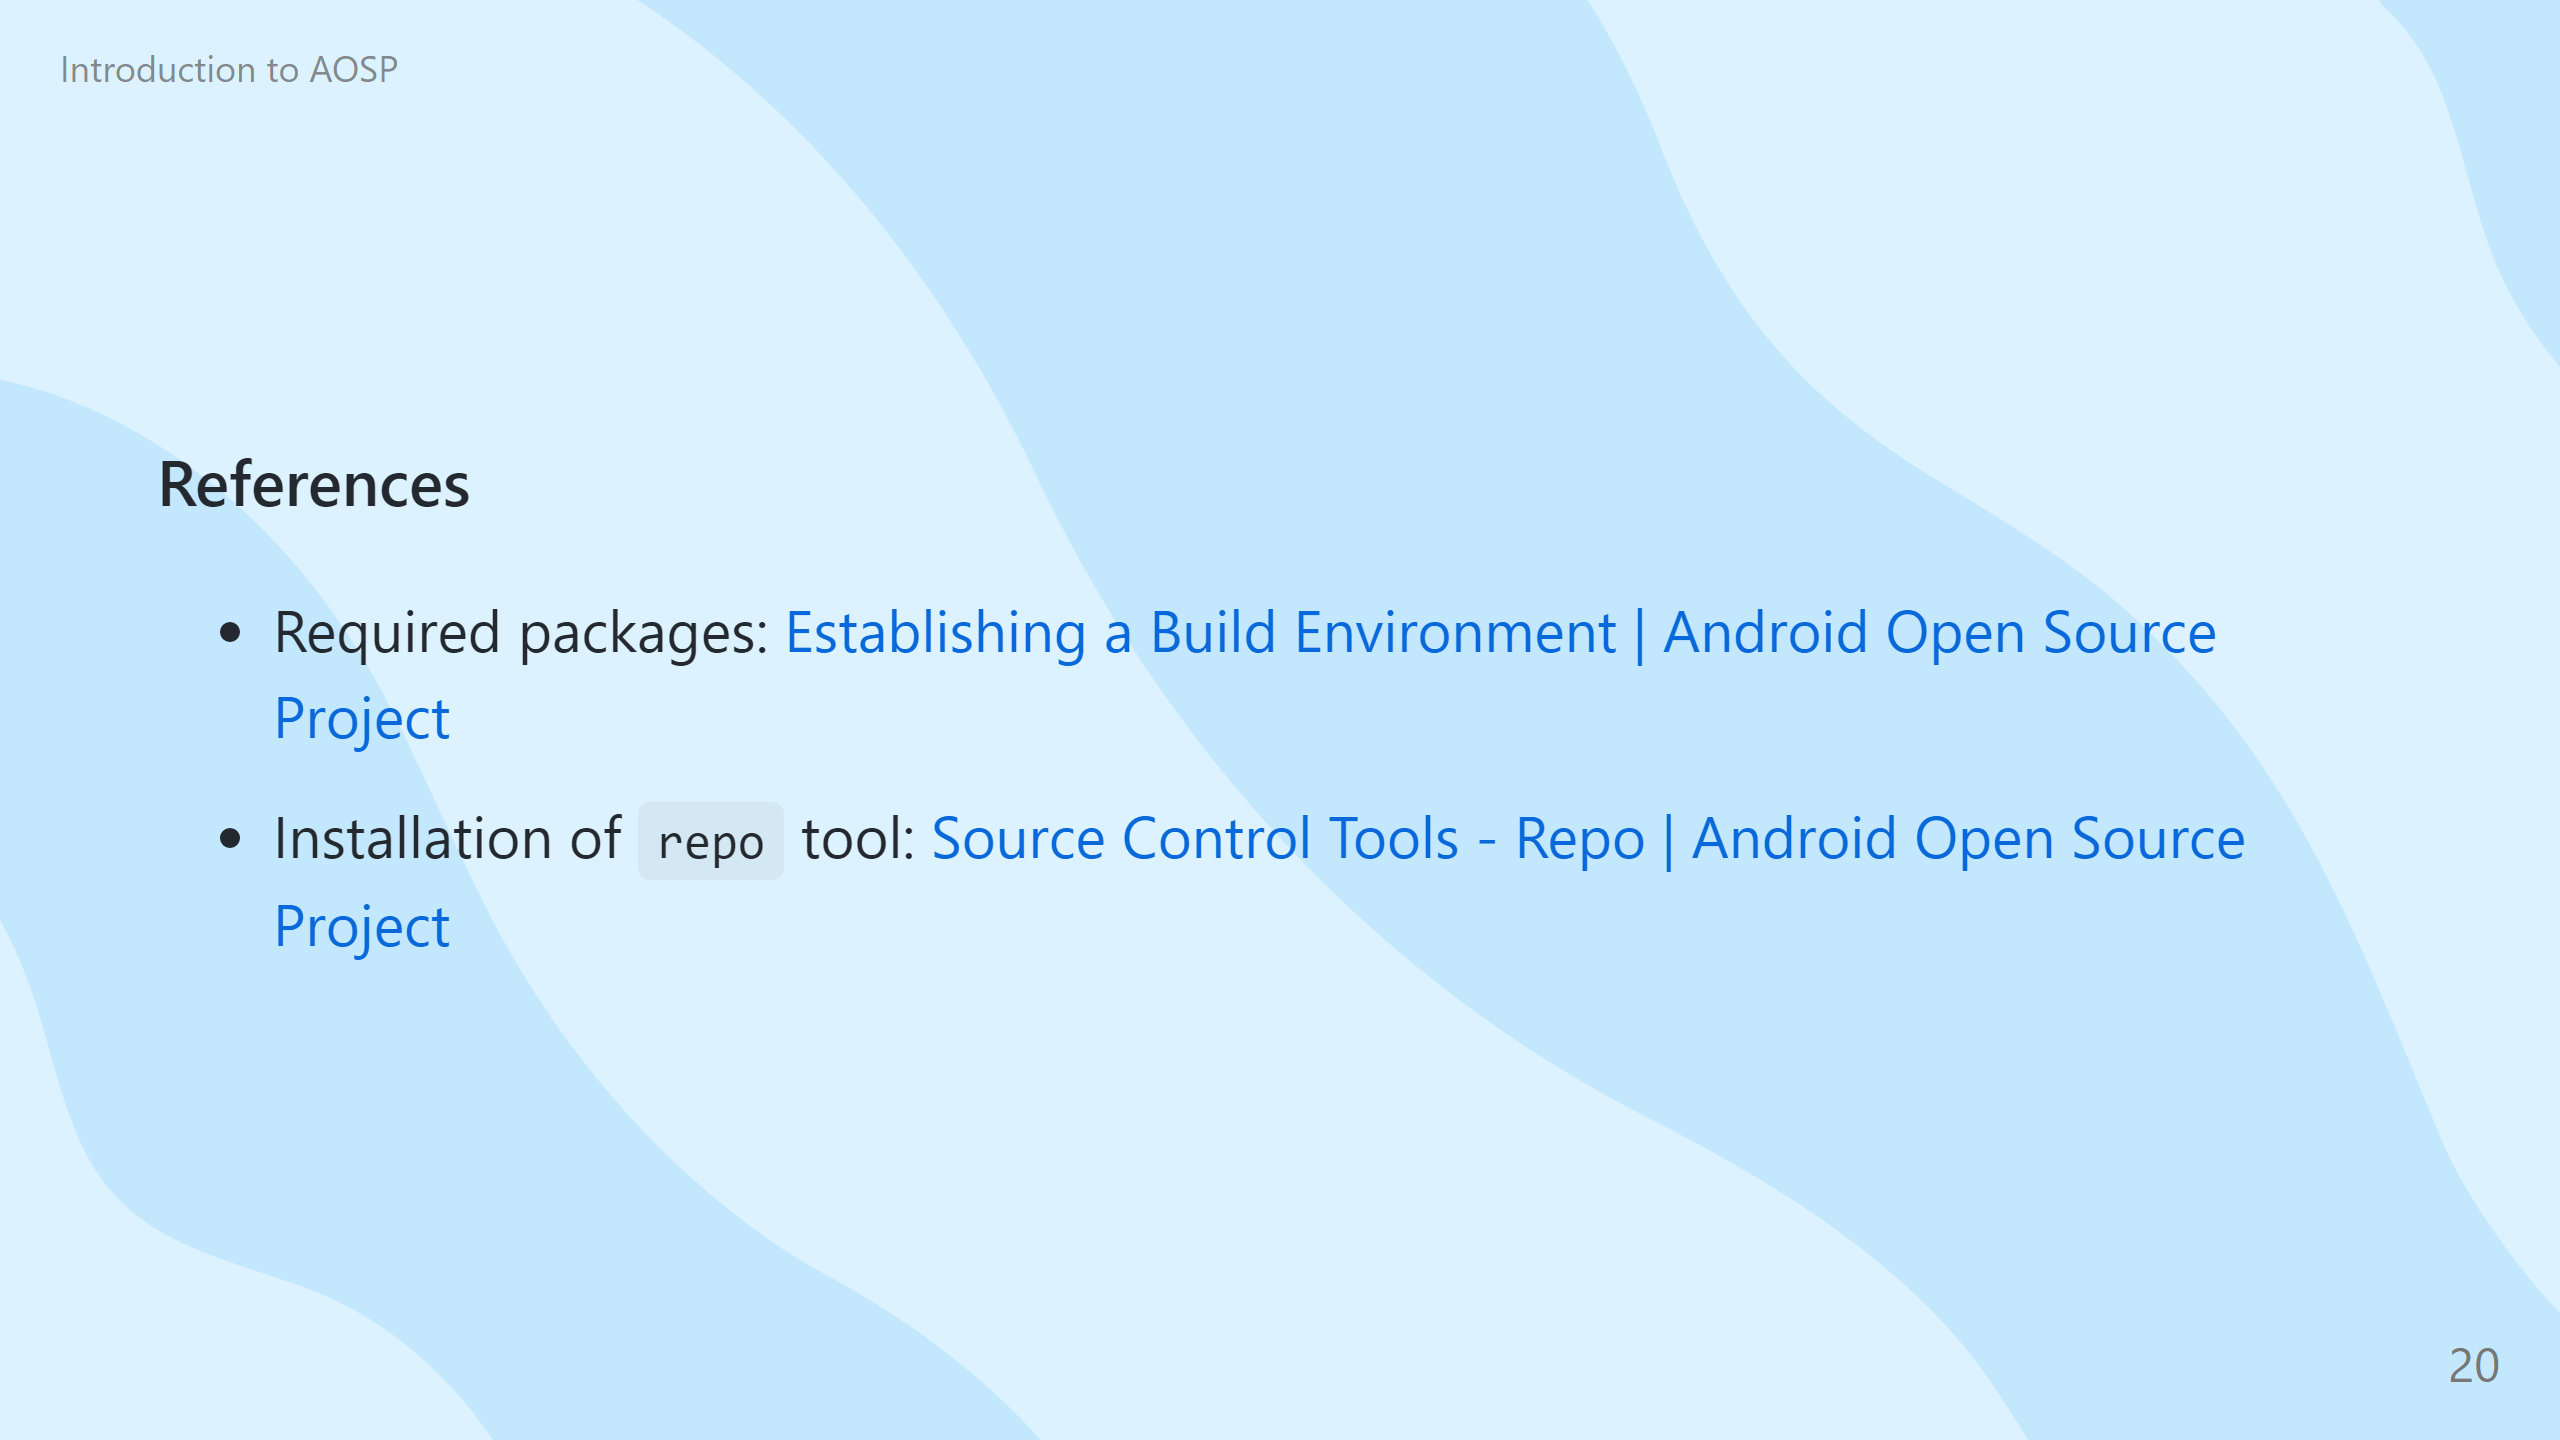 Introduction to AOSP
References
• Required packages: Establishing a Build Environment | Android Open Source
Project
• Installation of repo tool: Source Control Tools - Repo | Android Open Source
Project
20